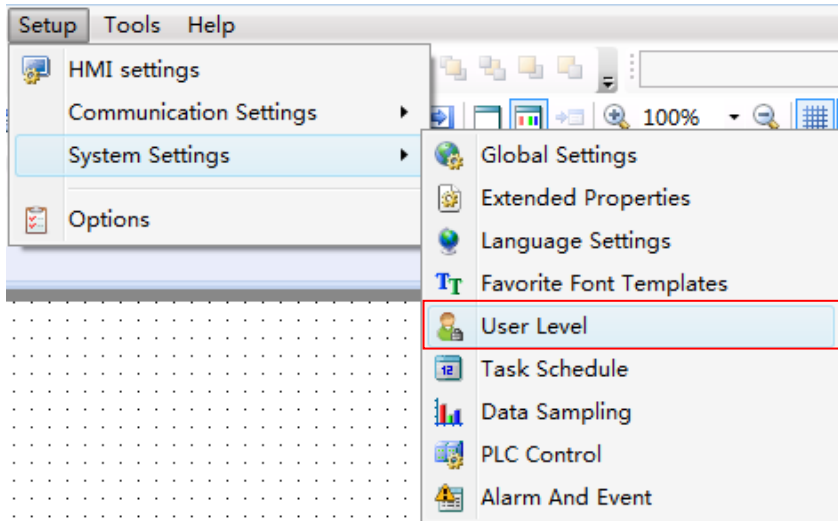 Setup Tools Help
HMI settings
Communication Settings
System Settings
Options
100%
Global Settings
Extended Properties
Language Settings
Favorite Font Templates
User Level
Task Schedule
Data Sampling
PLC Control
Alarm And Event